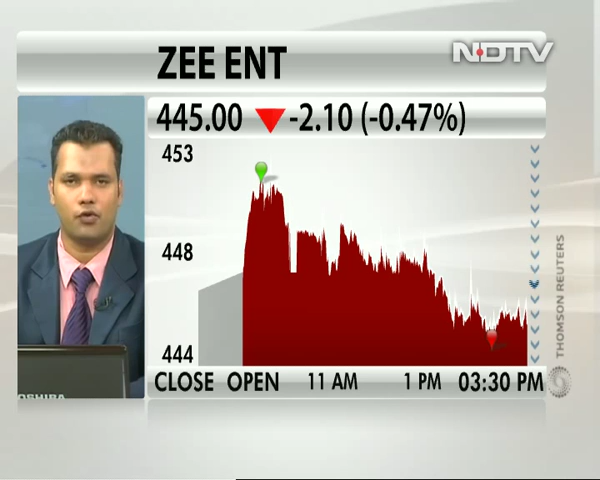 ZEE ENT
NDTV
445.00 -2.10 (-0.47%)
453
448
444
CLOSE OPEN 11 AM 1 PM 03:30 PM
THOMSON REUTERS
OSHIBA